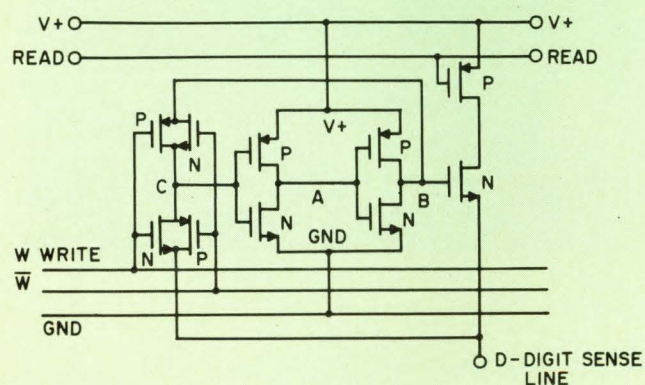 V+ V+
READ READ
P
P V+ P
P
N
C A B N
N N
GND
N P
W WRITE
W̅
GND
D-DIGIT SENSE
LINE